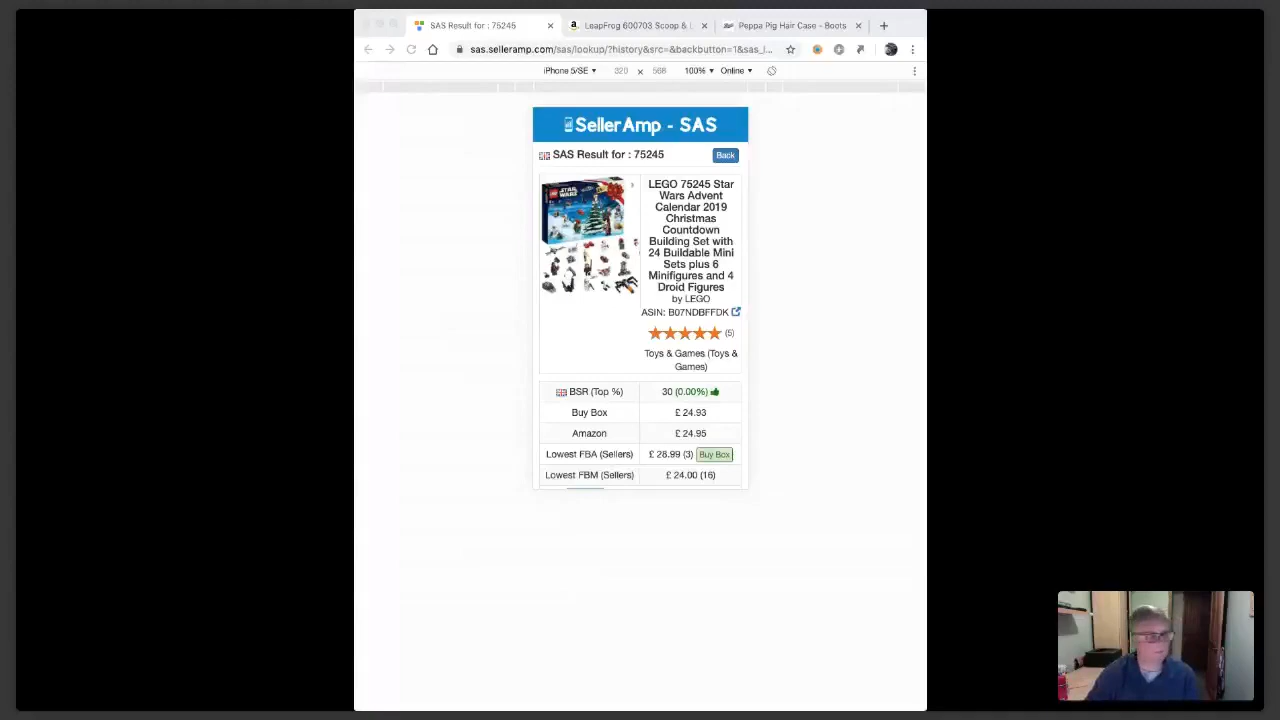 SAS Result for : 75245
LeapFrog 600703 Scoop & L
Peppa Pig Hair Case - Boots
sas.selleramp.com/sas/lookup/?history&src=&backbutton=1&sas_l...
iPhone 5/SE 320 x 568 100% Online
SellerAmp - SAS
SAS Result for : 75245
Back
STAR WARS
LEGO 75245 Star
Wars Advent
Calendar 2019
Christmas
Countdown
Building Set with
24 Buildable Mini
Sets plus 6
Minifigures and 4
Droid Figures
by LEGO
ASIN: B07NDBFFDK
(5)
Toys & Games (Toys &
Games)
BSR (Top %) 30 (0.00%)
Buy Box £ 24.93
Amazon £ 24.95
Lowest FBA (Sellers) £ 28.99 (3) Buy Box
Lowest FBM (Sellers) £ 24.00 (16)